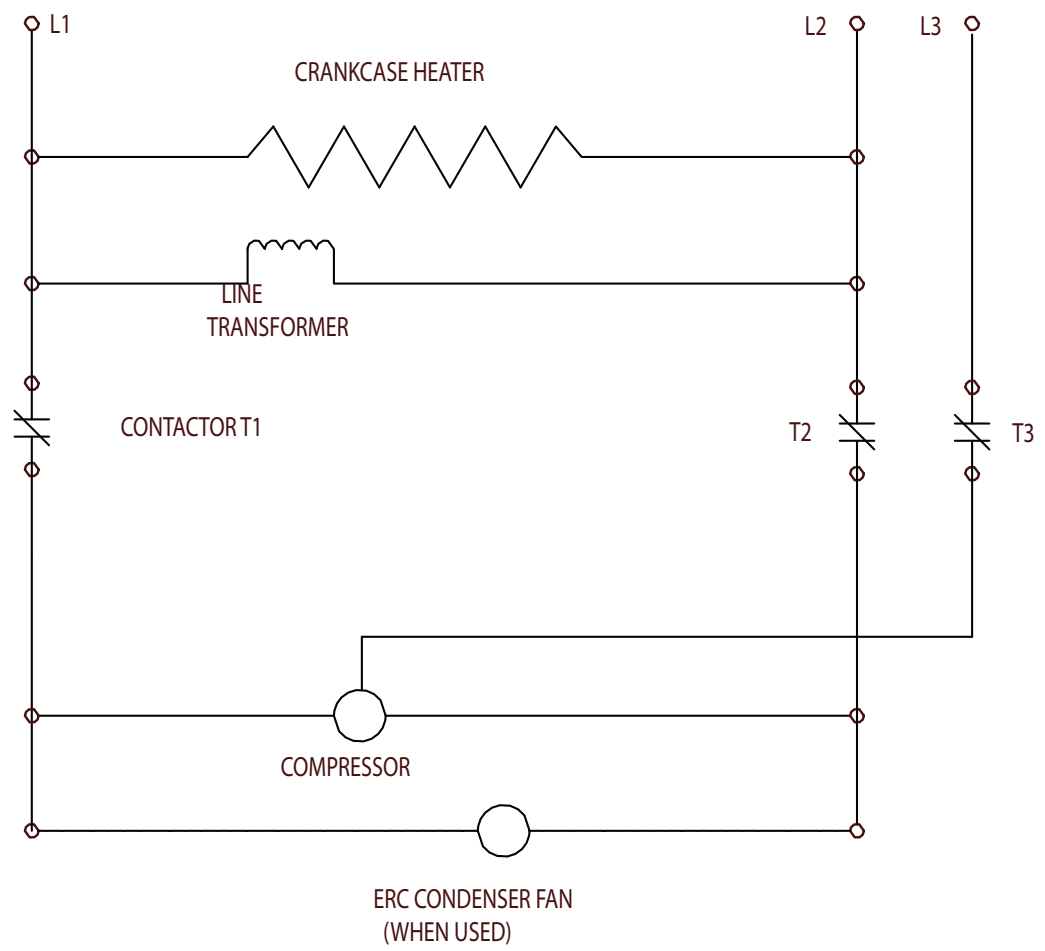 L1
L2
L3
CRANKCASE HEATER
LINE
TRANSFORMER
CONTACTOR T1
T2
T3
COMPRESSOR
ERC CONDENSER FAN
(WHEN USED)